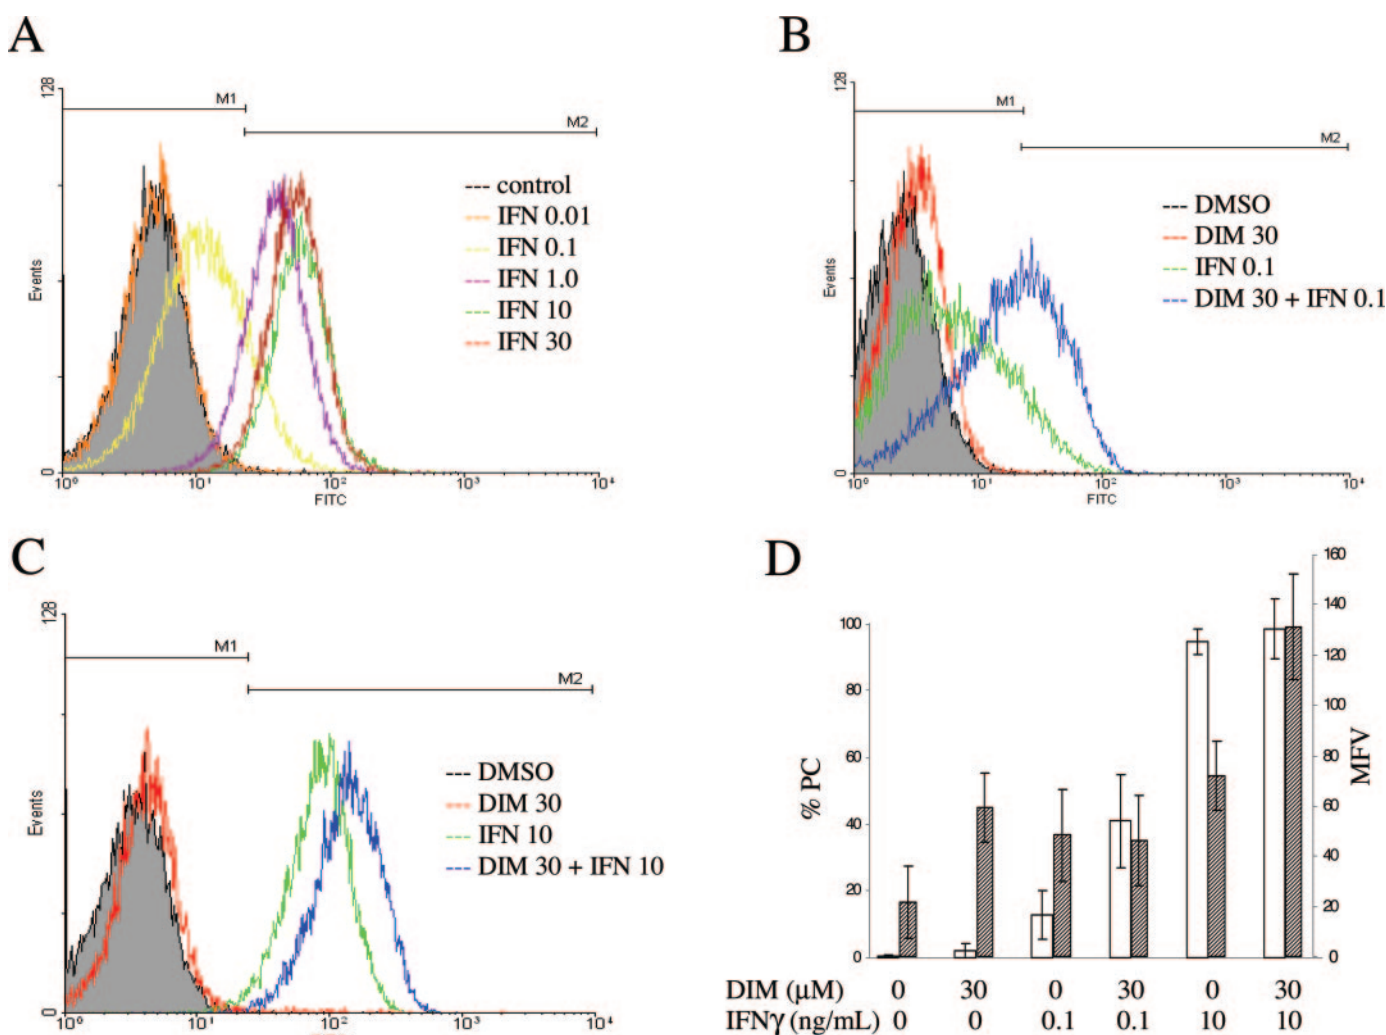 A
128
M1
M2
control
IFN 0.01
IFN 0.1
IFN 1.0
IFN 10
IFN 30
Events
0
10⁰ 10¹ 10² 10³ 10⁴
FITC
B
128
M1
M2
DMSO
DIM 30
IFN 0.1
DIM 30 + IFN 0.1
Events
0
10⁰ 10¹ 10² 10³ 10⁴
FITC
C
128
M1
M2
DMSO
DIM 30
IFN 10
DIM 30 + IFN 10
Events
0
10⁰ 10¹ 10² 10³ 10⁴
D
% PC
100
80
60
40
20
0
MFV
160
140
120
100
80
60
40
20
0
DIM (µM) 0 30 0 30 0 30
IFNγ (ng/mL) 0 0 0.1 0.1 10 10